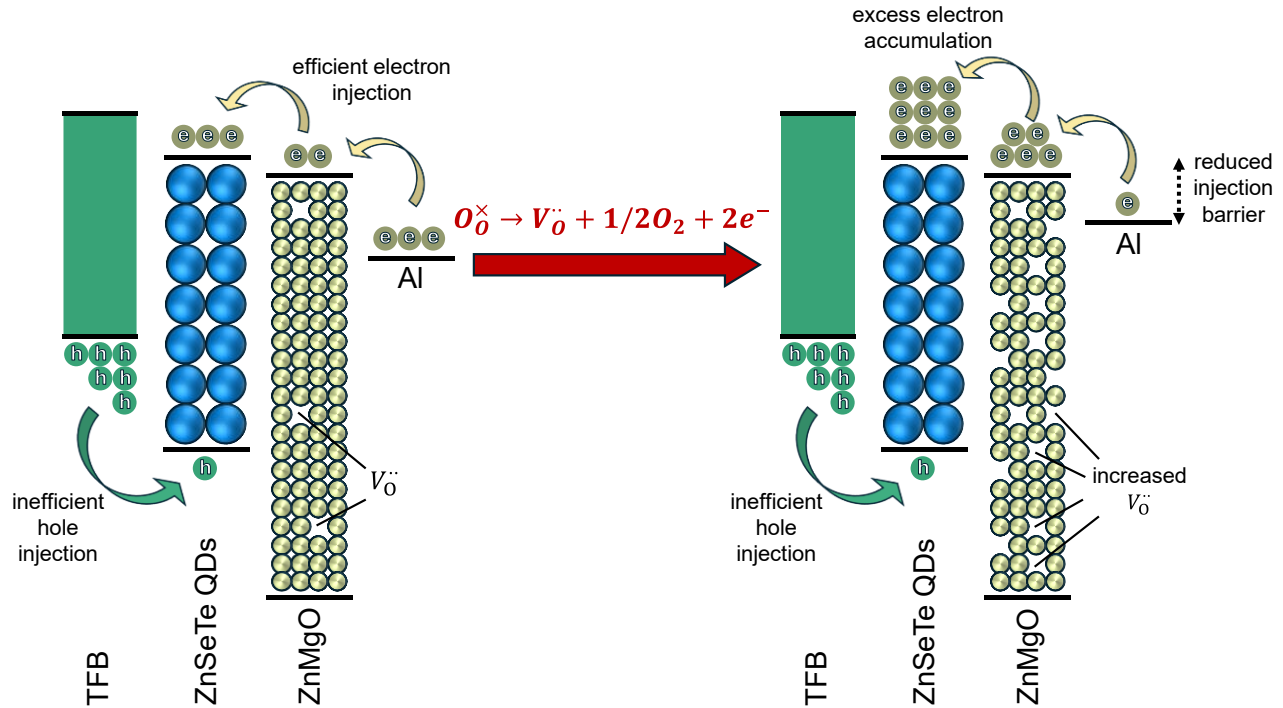 efficient electron
injection
e e e
e e
e e e
Al
h h h
h h
h
h
V_O^{¨}
inefficient
hole
injection
TFB
ZnSeTe QDs
ZnMgO
O_O^× → V_O^{¨} + 1/2O₂ + 2e⁻
excess electron
accumulation
e e e
e e e
e e e
e e
e e e
e
Al
reduced
injection
barrier
h h h
h h
h
h
increased
V_O^{¨}
inefficient
hole
injection
TFB
ZnSeTe QDs
ZnMgO